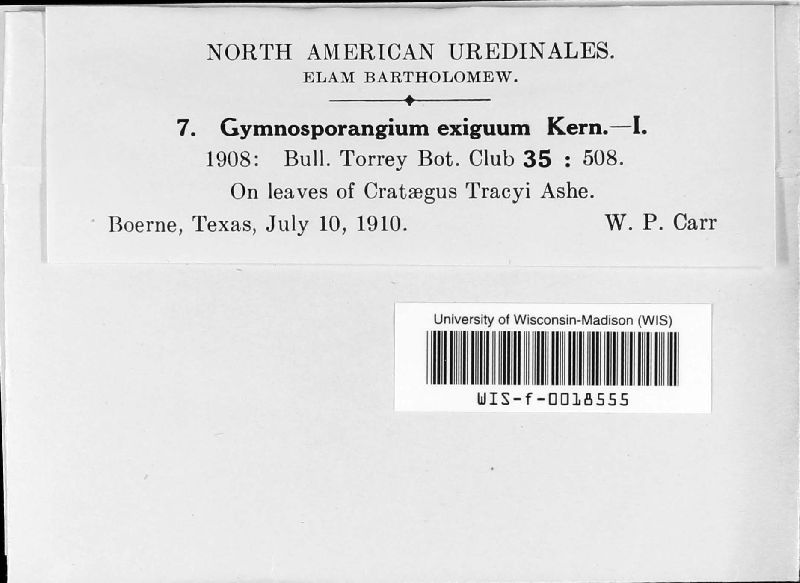 NORTH AMERICAN UREDINALES.
ELAM BARTHOLOMEW.
7. Gymnosporangium exiguum Kern.—I.
1908: Bull. Torrey Bot. Club 35 : 508.
On leaves of Cratægus Tracyi Ashe.
Boerne, Texas, July 10, 1910. W. P. Carr
University of Wisconsin-Madison (WIS)
WIS-f-0018555